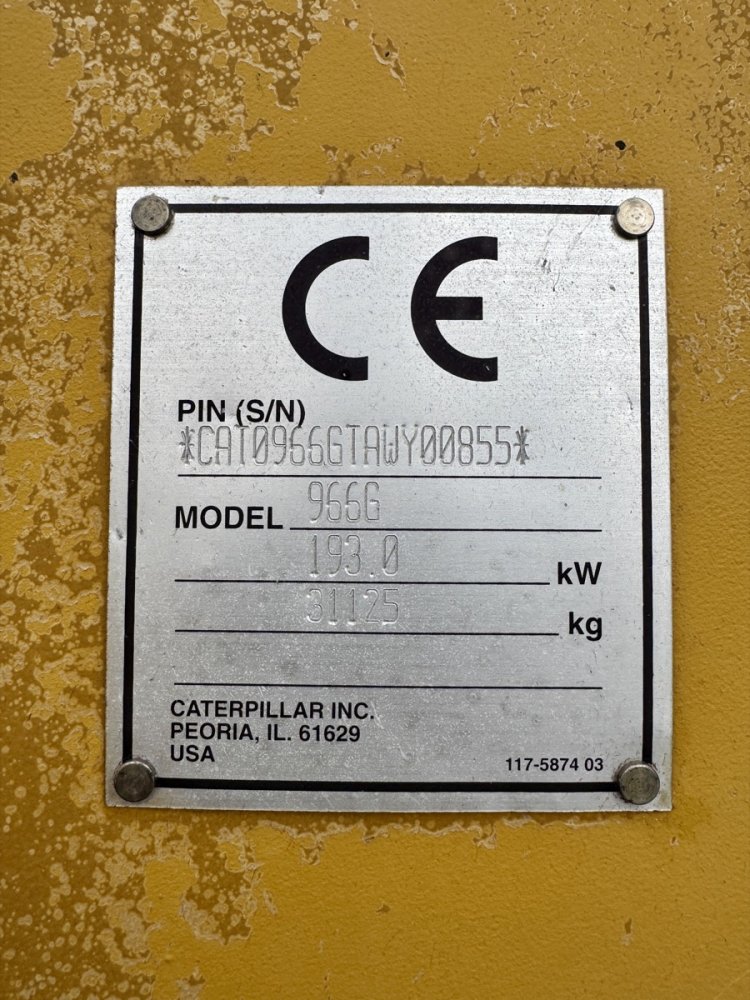 CE
PIN (S/N)
*CAT0966GTAWY00855*
MODEL 966G
193.0 kW
31125 kg
CATERPILLAR INC.
PEORIA, IL. 61629
USA
117-5874 03